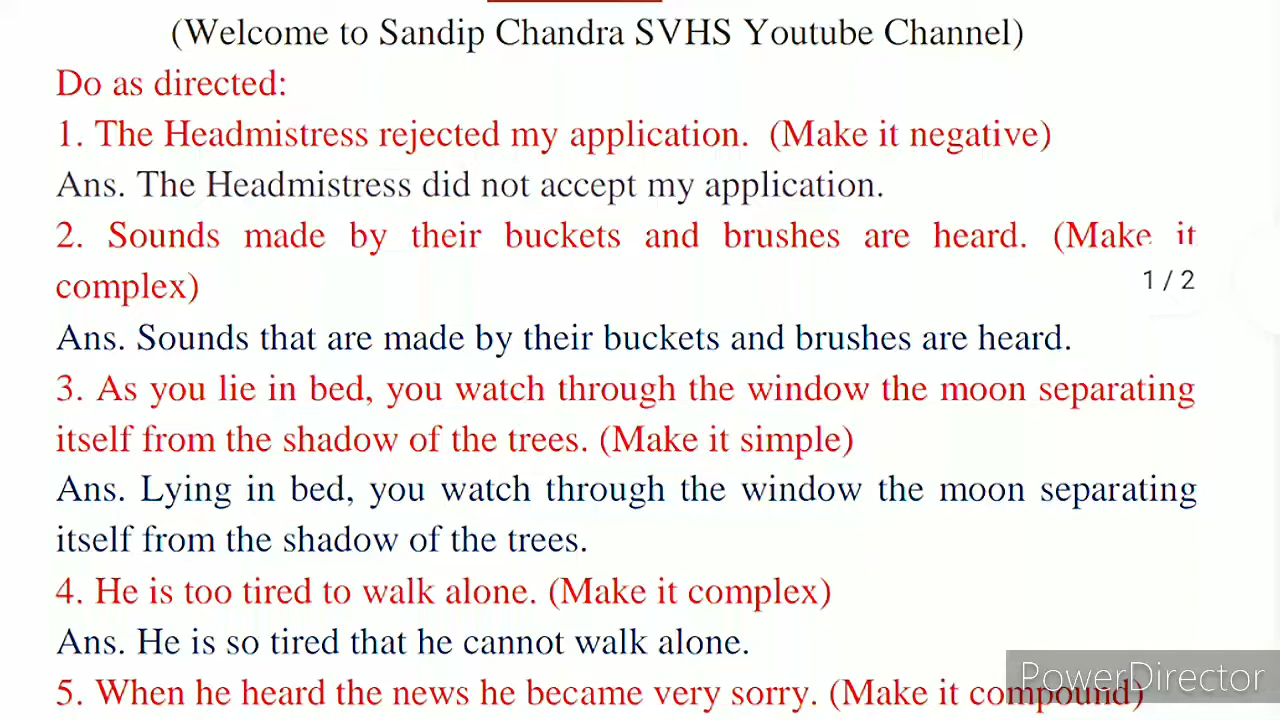 (Welcome to Sandip Chandra SVHS Youtube Channel)
Do as directed:
1. The Headmistress rejected my application. (Make it negative)
Ans. The Headmistress did not accept my application.
2. Sounds made by their buckets and brushes are heard. (Make it
complex)
1 / 2
Ans. Sounds that are made by their buckets and brushes are heard.
3. As you lie in bed, you watch through the window the moon separating
itself from the shadow of the trees. (Make it simple)
Ans. Lying in bed, you watch through the window the moon separating
itself from the shadow of the trees.
4. He is too tired to walk alone. (Make it complex)
Ans. He is so tired that he cannot walk alone.
5. When he heard the news he became very sorry. (Make it compound)
PowerDirector